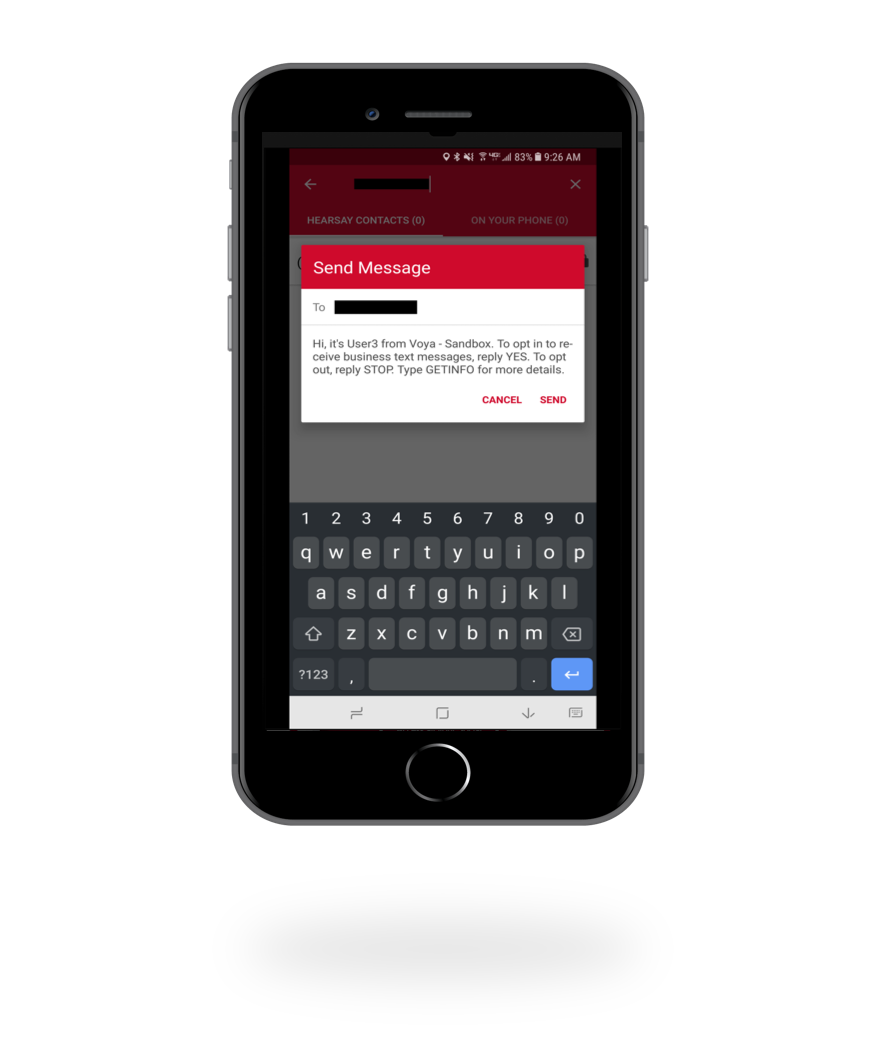 83% 9:26 AM
HEARSAY CONTACTS (0) ON YOUR PHONE (0)
Send Message
To
Hi, it's User3 from Voya - Sandbox. To opt in to re-
ceive business text messages, reply YES. To opt
out, reply STOP. Type GETINFO for more details.
CANCEL SEND
1 2 3 4 5 6 7 8 9 0
q w e r t y u i o p
a s d f g h j k l
z x c v b n m
?123 , .